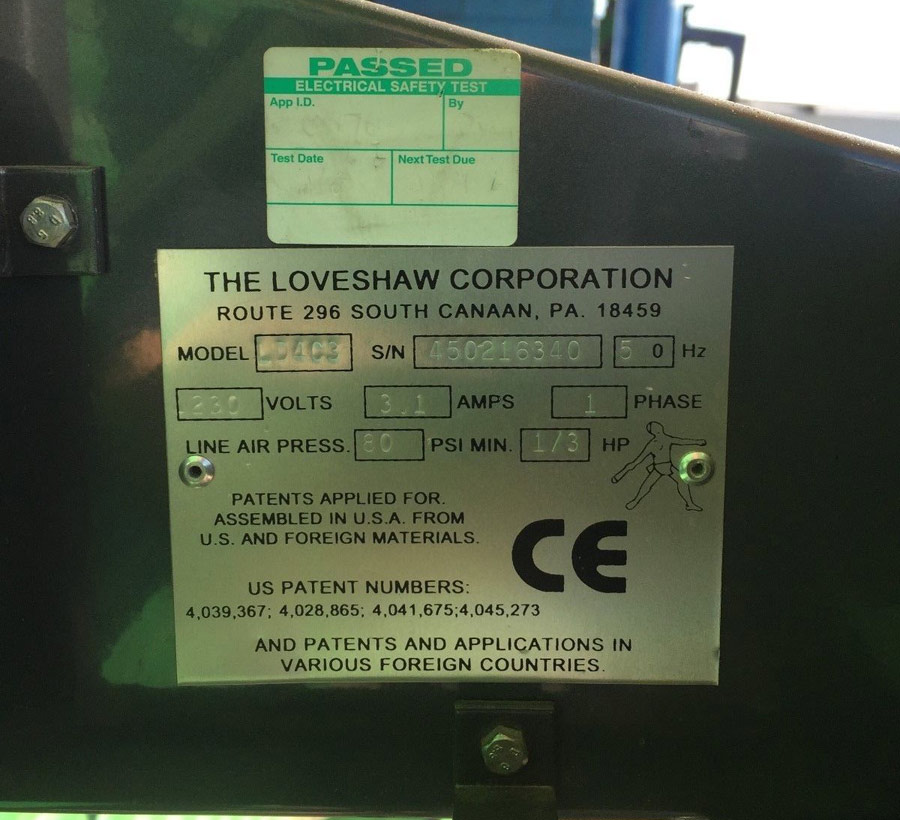 PASSED
ELECTRICAL SAFETY TEST
App I.D. By
Test Date Next Test Due
THE LOVESHAW CORPORATION
ROUTE 296 SOUTH CANAAN, PA. 18459
MODEL S/N 450216340 50 Hz
230 VOLTS 3.1 AMPS 1 PHASE
LINE AIR PRESS. 80 PSI MIN. 1/3 HP
PATENTS APPLIED FOR.
ASSEMBLED IN U.S.A. FROM
U.S. AND FOREIGN MATERIALS.
CE
US PATENT NUMBERS:
4,039,367; 4,028,865; 4,041,675;4,045,273
AND PATENTS AND APPLICATIONS IN
VARIOUS FOREIGN COUNTRIES.